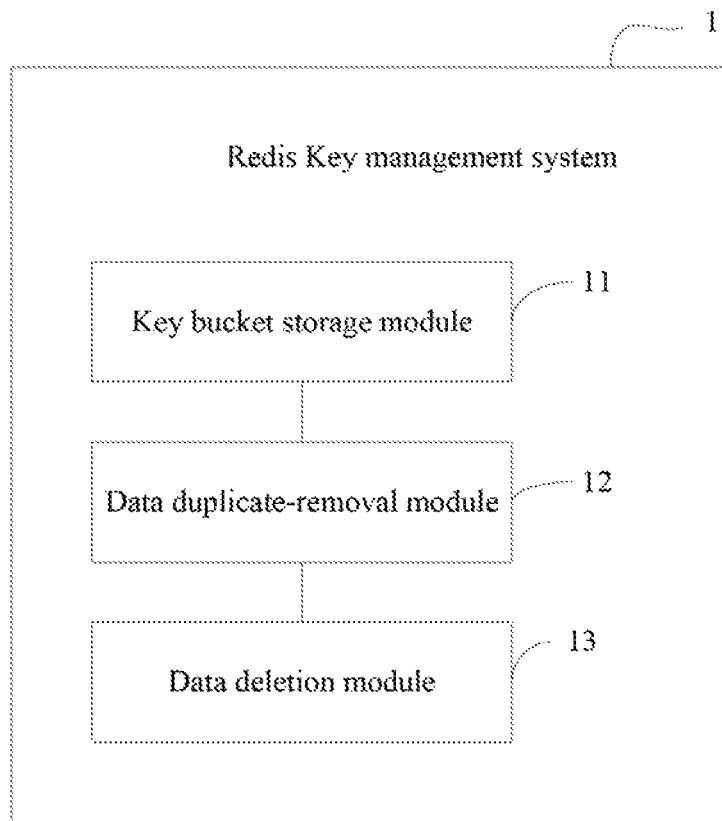 1
Redis Key management system
11
Key bucket storage module
12
Data duplicate-removal module
13
Data deletion module